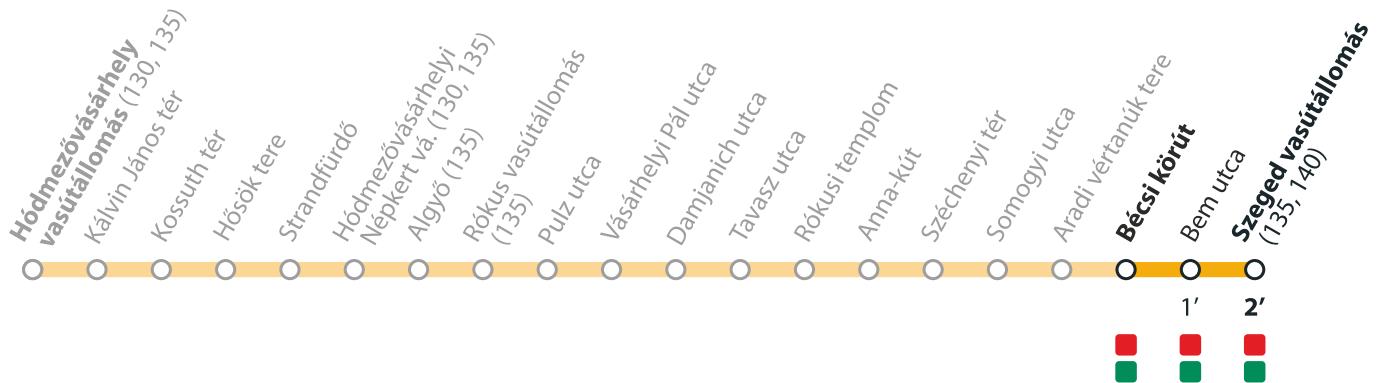 Hódmezővásárhely
vasútállomás (130, 135)
Kálvin János tér
Kossuth tér
Hősök tere
Strandfürdő
Hódmezővásárhelyi
Népkert vá. (130, 135)
Algyő (135)
Rókus vasútállomás
(135)
Pulz utca
Vásárhelyi Pál utca
Damjanich utca
Tavasz utca
Rókusi templom
Anna-kút
Széchenyi tér
Somogyi utca
Aradi vértanúk tere
Bécsi körút
Bem utca
Szeged vasútállomás
(135, 140)
1’
2’